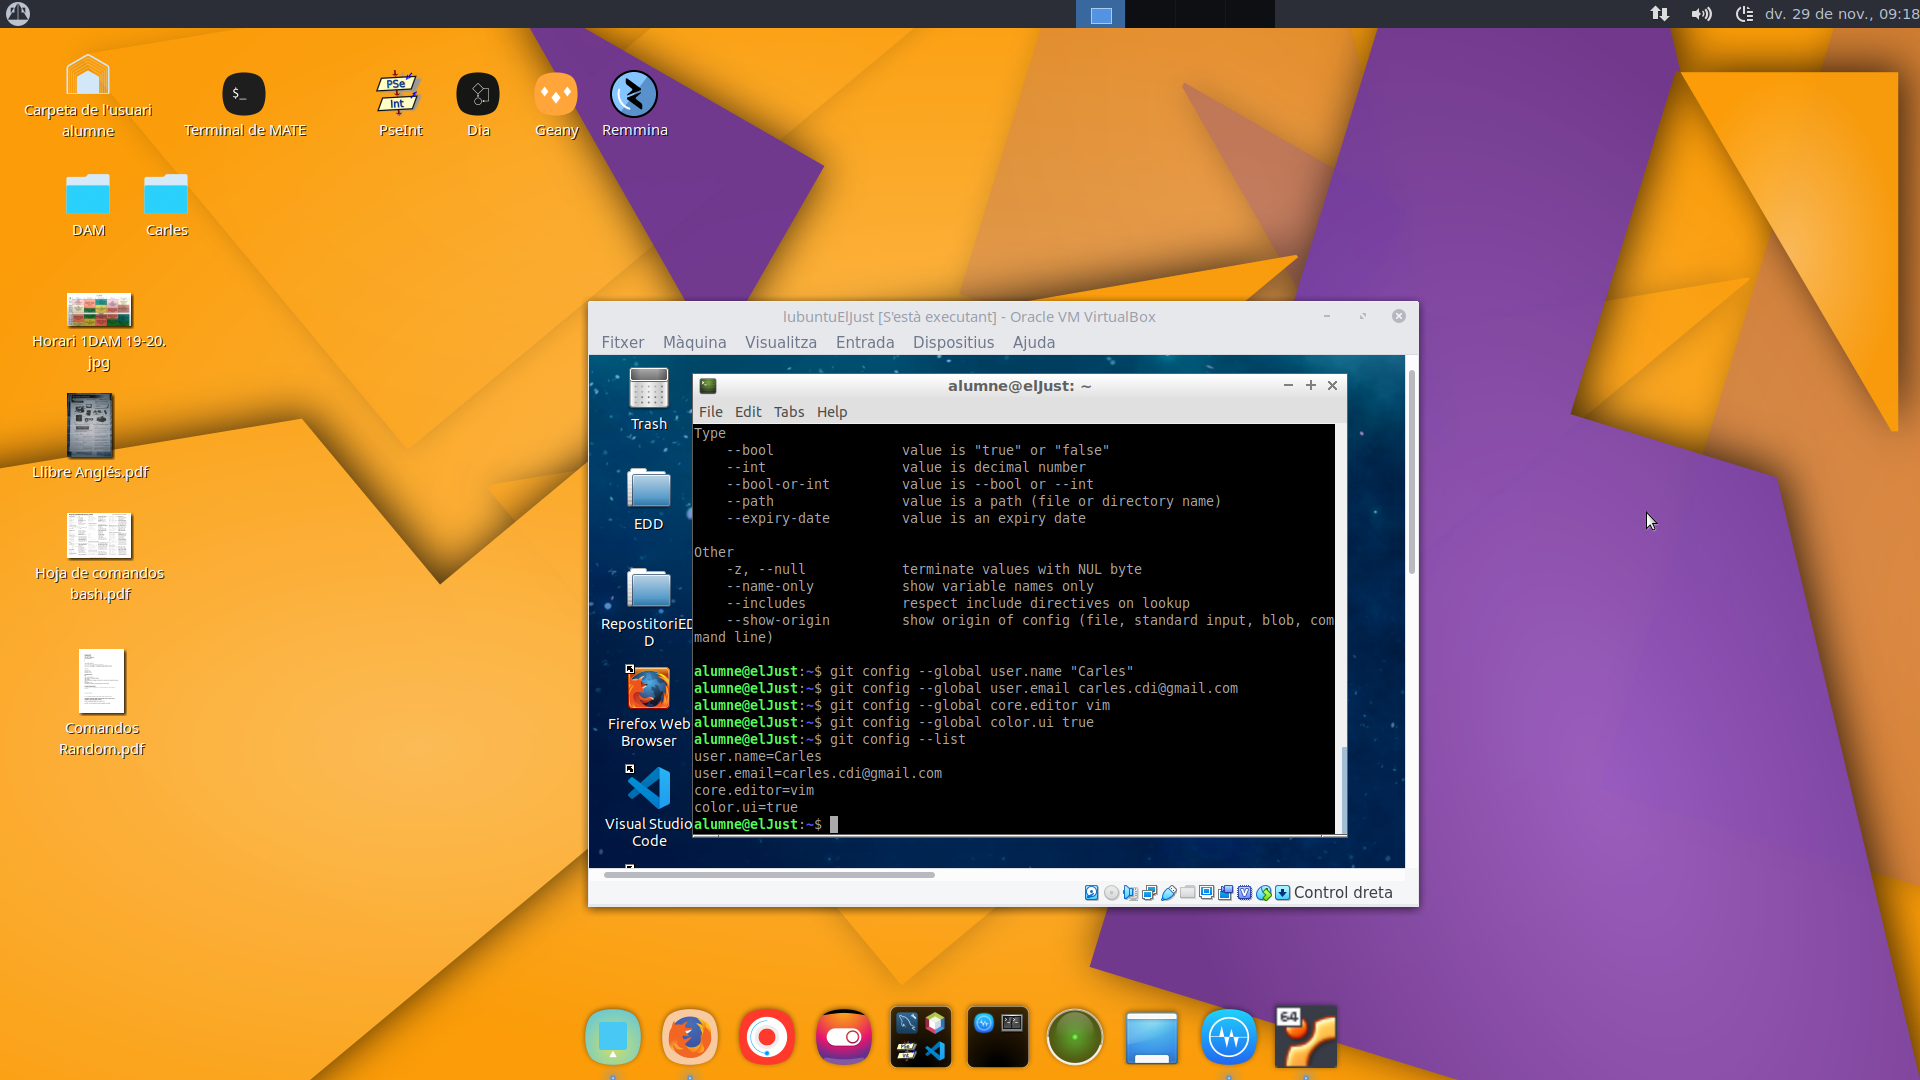 dv. 29 de nov., 09:18
Carpeta de l'usuari
alumne
$_
Terminal de MATE
PSe
Int
PseInt
Dia
Geany
Remmina
DAM
Carles
Horari 1DAM 19-20.
jpg
Llibre Anglés.pdf
Hoja de comandos
bash.pdf
Comandos
Random.pdf
lubuntuElJust [S'està executant] - Oracle VM VirtualBox
Fitxer Màquina Visualitza Entrada Dispositius Ajuda
Trash
EDD
RepostitoriED
D
Firefox Web
Browser
Visual Studio
Code
alumne@elJust: ~
File Edit Tabs Help
Type
--bool value is "true" or "false"
--int value is decimal number
--bool-or-int value is --bool or --int
--path value is a path (file or directory name)
--expiry-date value is an expiry date
Other
-z, --null terminate values with NUL byte
--name-only show variable names only
--includes respect include directives on lookup
--show-origin show origin of config (file, standard input, blob, com
mand line)
alumne@elJust:~$ git config --global user.name "Carles"
alumne@elJust:~$ git config --global user.email carles.cdi@gmail.com
alumne@elJust:~$ git config --global core.editor vim
alumne@elJust:~$ git config --global color.ui true
alumne@elJust:~$ git config --list
user.name=Carles
user.email=carles.cdi@gmail.com
core.editor=vim
color.ui=true
alumne@elJust:~$
Control dreta
64